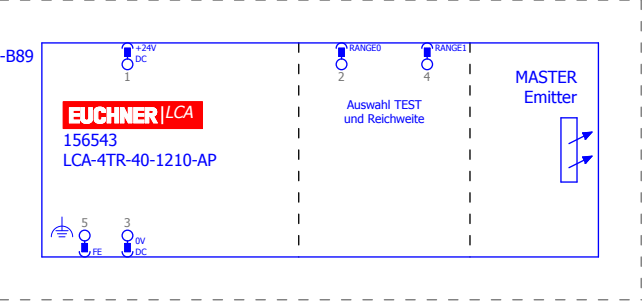 -B89
+24V
DC
1
RANGE0
2
RANGE1
4
MASTER
Emitter
EUCHNER LCA
Auswahl TEST
und Reichweite
156543
LCA-4TR-40-1210-AP
5
FE
3
0V
DC